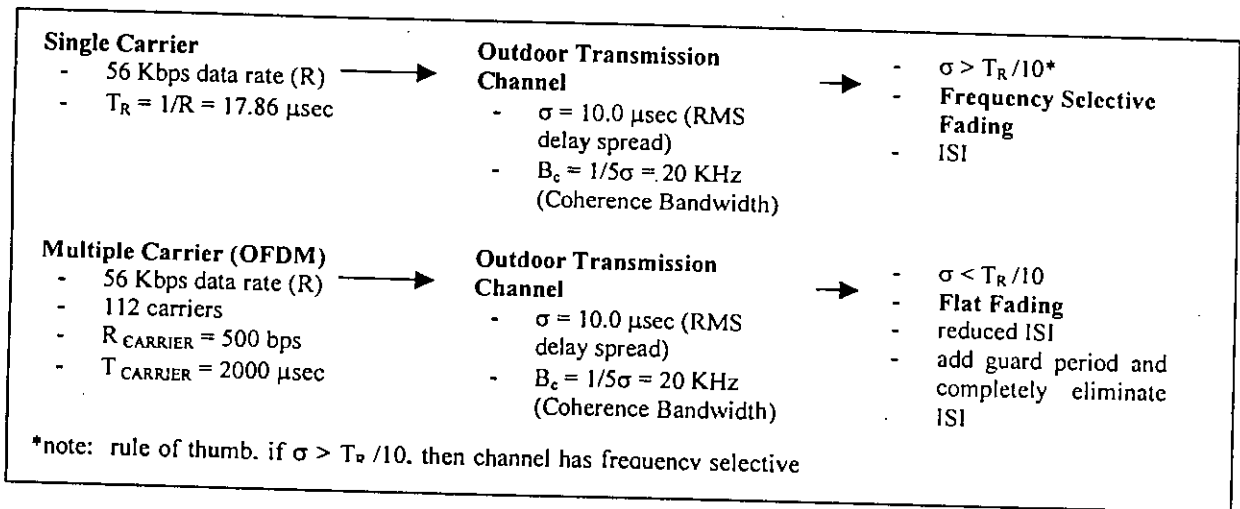 Single Carrier
- 56 Kbps data rate (R)
- T_R = 1/R = 17.86 μsec
Outdoor Transmission
Channel
- σ = 10.0 μsec (RMS
delay spread)
- B_c = 1/5σ = 20 KHz
(Coherence Bandwidth)
- σ > T_R /10*
- Frequency Selective
Fading
- ISI
Multiple Carrier (OFDM)
- 56 Kbps data rate (R)
- 112 carriers
- R CARRIER = 500 bps
- T CARRIER = 2000 μsec
Outdoor Transmission
Channel
- σ = 10.0 μsec (RMS
delay spread)
- B_c = 1/5σ = 20 KHz
(Coherence Bandwidth)
- σ < T_R /10
- Flat Fading
- reduced ISI
- add guard period and
completely eliminate
ISI
*note: rule of thumb. if σ > T_R /10. then channel has frequency selective